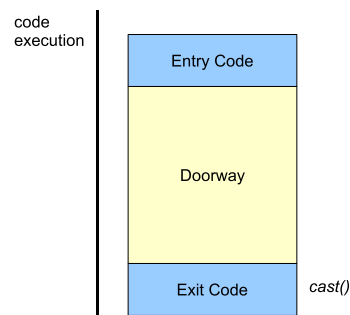 code
execution
Entry Code
Doorway
Exit Code
cast()